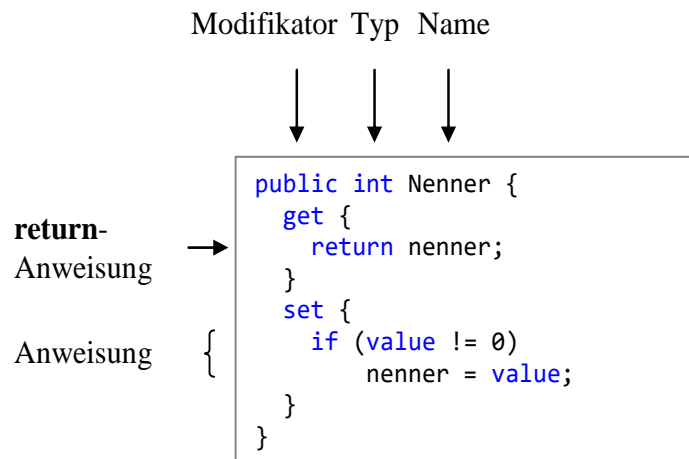 Modifikator Typ Name
public int Nenner {
get {
return-
Anweisung
return nenner;
}
set {
Anweisung
if (value != 0)
nenner = value;
}
}